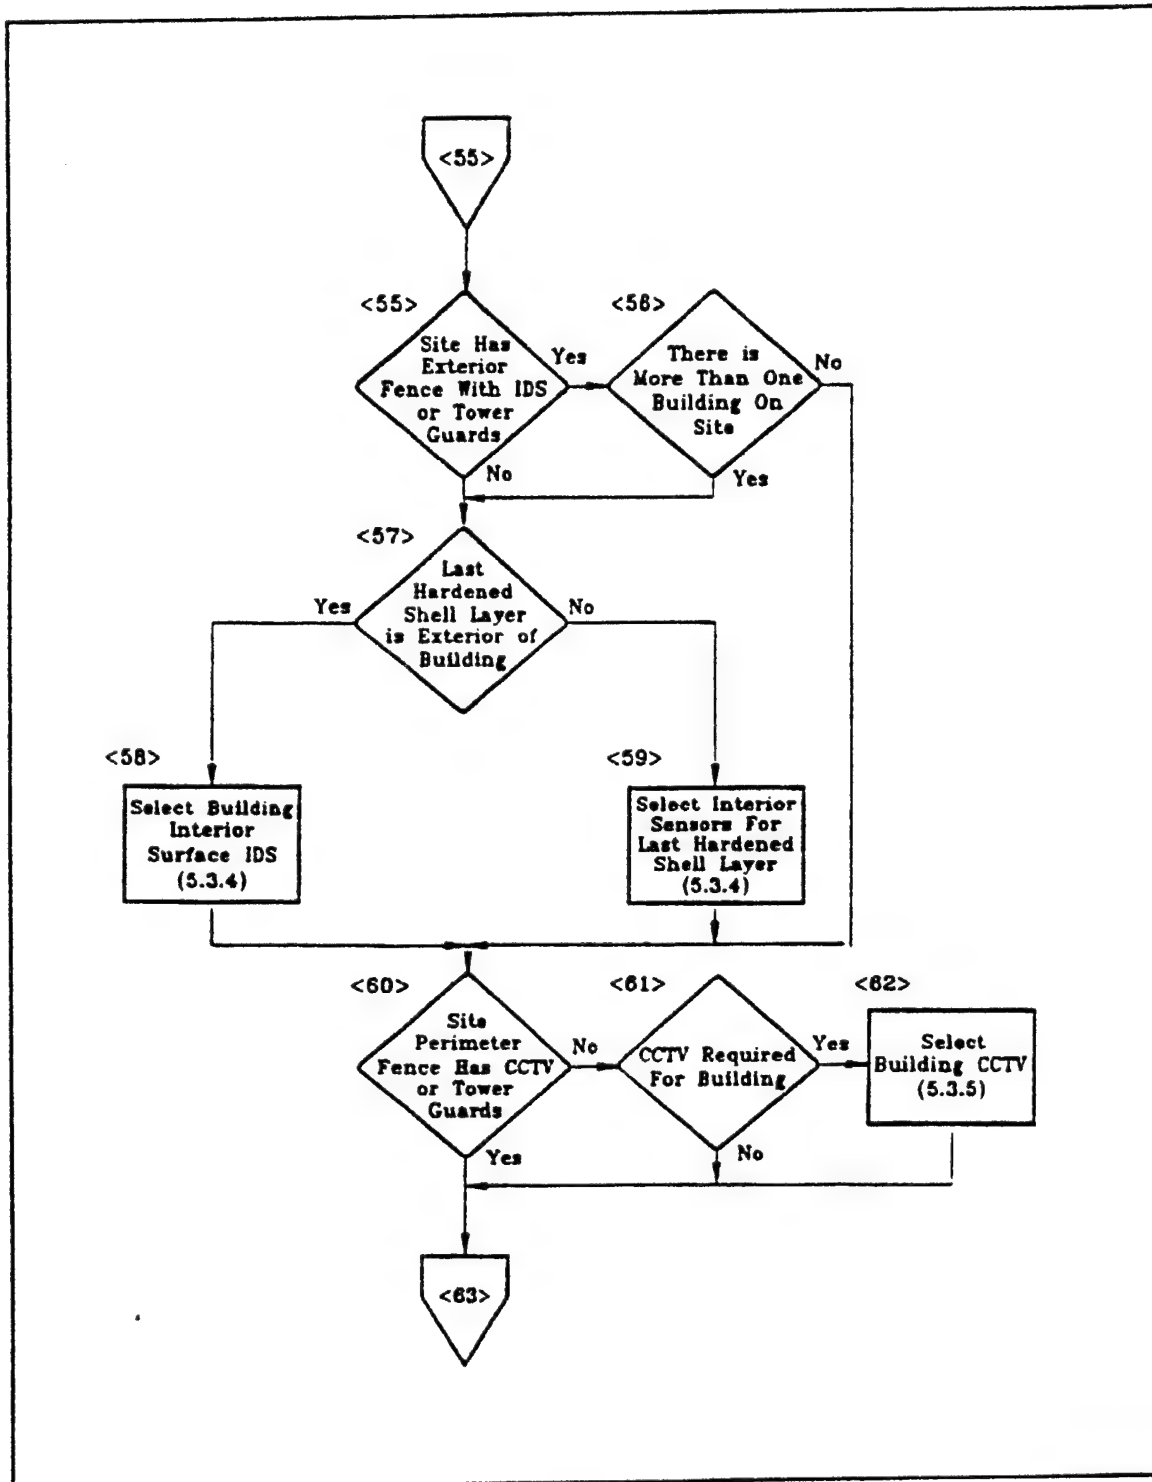 <55>
<55>
Site Has
Exterior
Fence With IDS
or Tower
Guards
Yes
No
<56>
There is
More Than One
Building On
Site
No
Yes
<57>
Last
Hardened
Shell Layer
is Exterior of
Building
Yes
No
<58>
Select Building
Interior
Surface IDS
(5.3.4)
<59>
Select Interior
Sensors For
Last Hardened
Shell Layer
(5.3.4)
<60>
Site
Perimeter
Fence Has CCTV
or Tower
Guards
No
Yes
<61>
CCTV Required
For Building
Yes
No
<62>
Select
Building CCTV
(5.3.5)
<63>